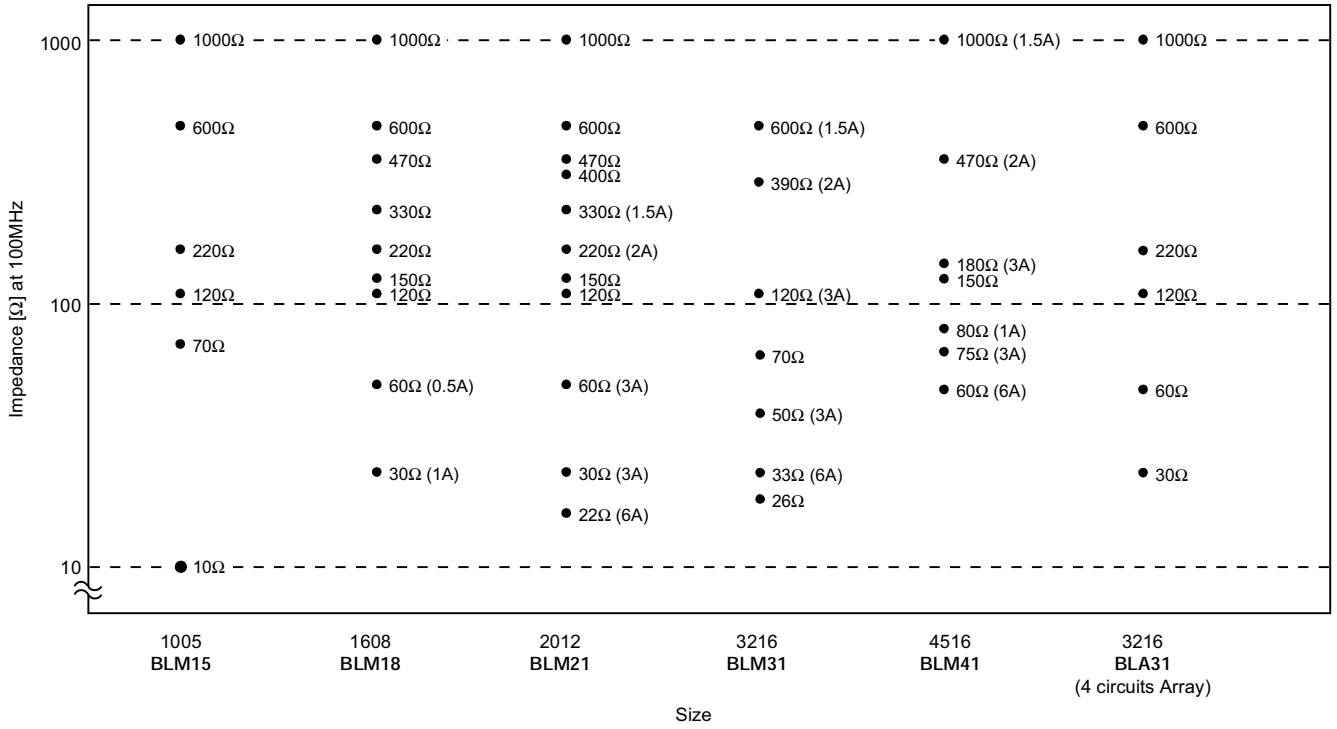 1000
1000Ω
1000Ω
1000Ω
1000Ω (1.5A)
1000Ω
600Ω
600Ω
600Ω
600Ω (1.5A)
600Ω
470Ω
470Ω
470Ω (2A)
400Ω
390Ω (2A)
330Ω
330Ω (1.5A)
220Ω
220Ω
220Ω (2A)
220Ω
180Ω (3A)
150Ω
150Ω
150Ω
120Ω
120Ω
120Ω
120Ω (3A)
120Ω
100
80Ω (1A)
70Ω
75Ω (3A)
70Ω
60Ω (0.5A)
60Ω (3A)
60Ω (6A)
60Ω
50Ω (3A)
30Ω (1A)
30Ω (3A)
33Ω (6A)
30Ω
26Ω
22Ω (6A)
10
10Ω
Impedance [Ω] at 100MHz
1005
1608
2012
3216
4516
3216
BLM15
BLM18
BLM21
BLM31
BLM41
BLA31
(4 circuits Array)
Size